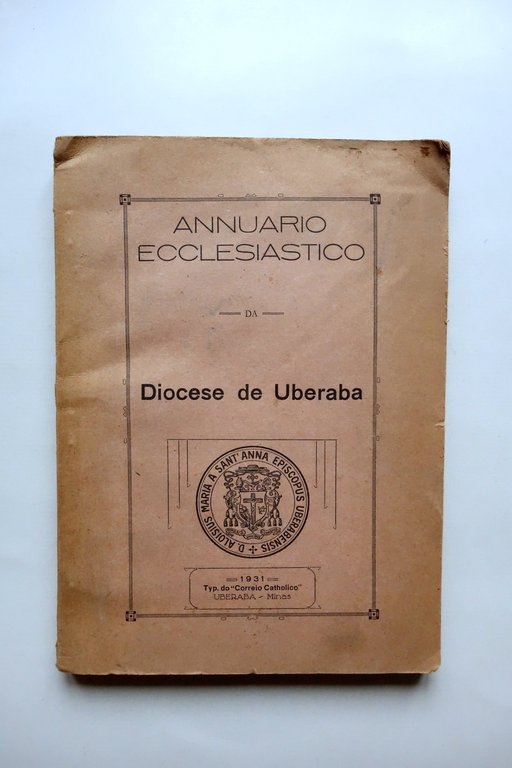 ANNUARIO
ECCLESIASTICO
DA
Diocese de Uberaba
D. ALOISIUS MARIA A SANT'ANNA EPISCOPUS UBERABENSIS
1931
Typ. do "Correio Catholico"
UBERABA - Minas